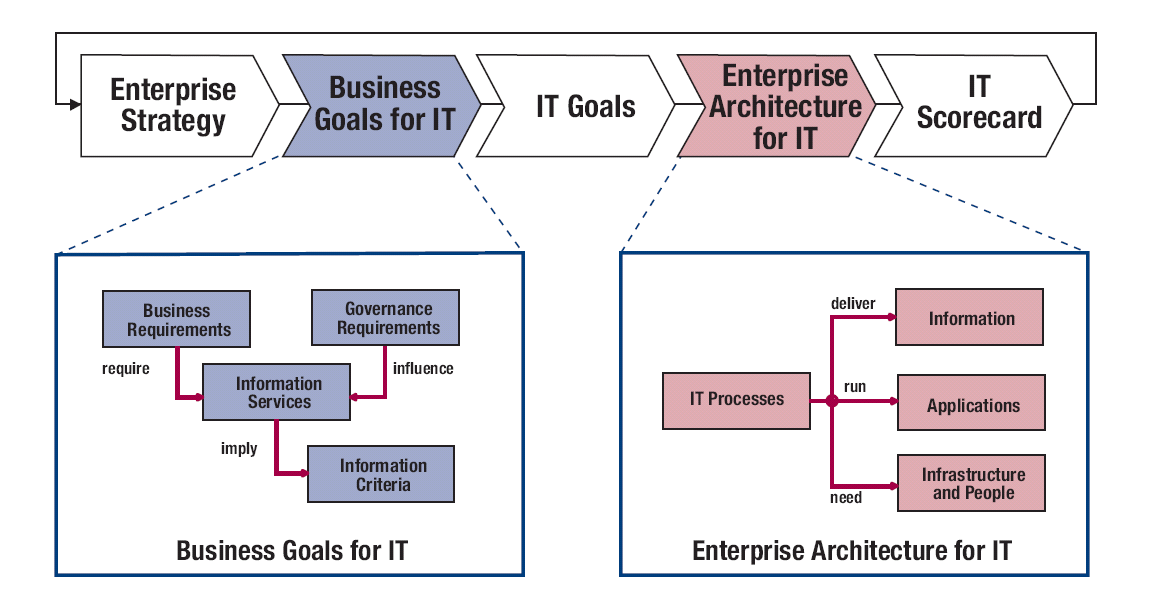 Enterprise
Strategy
Business
Goals for IT
IT Goals
Enterprise
Architecture
for IT
IT
Scorecard
Business
Requirements
Governance
Requirements
require
influence
Information
Services
imply
Information
Criteria
Business Goals for IT
deliver
Information
IT Processes
run
Applications
need
Infrastructure
and People
Enterprise Architecture for IT